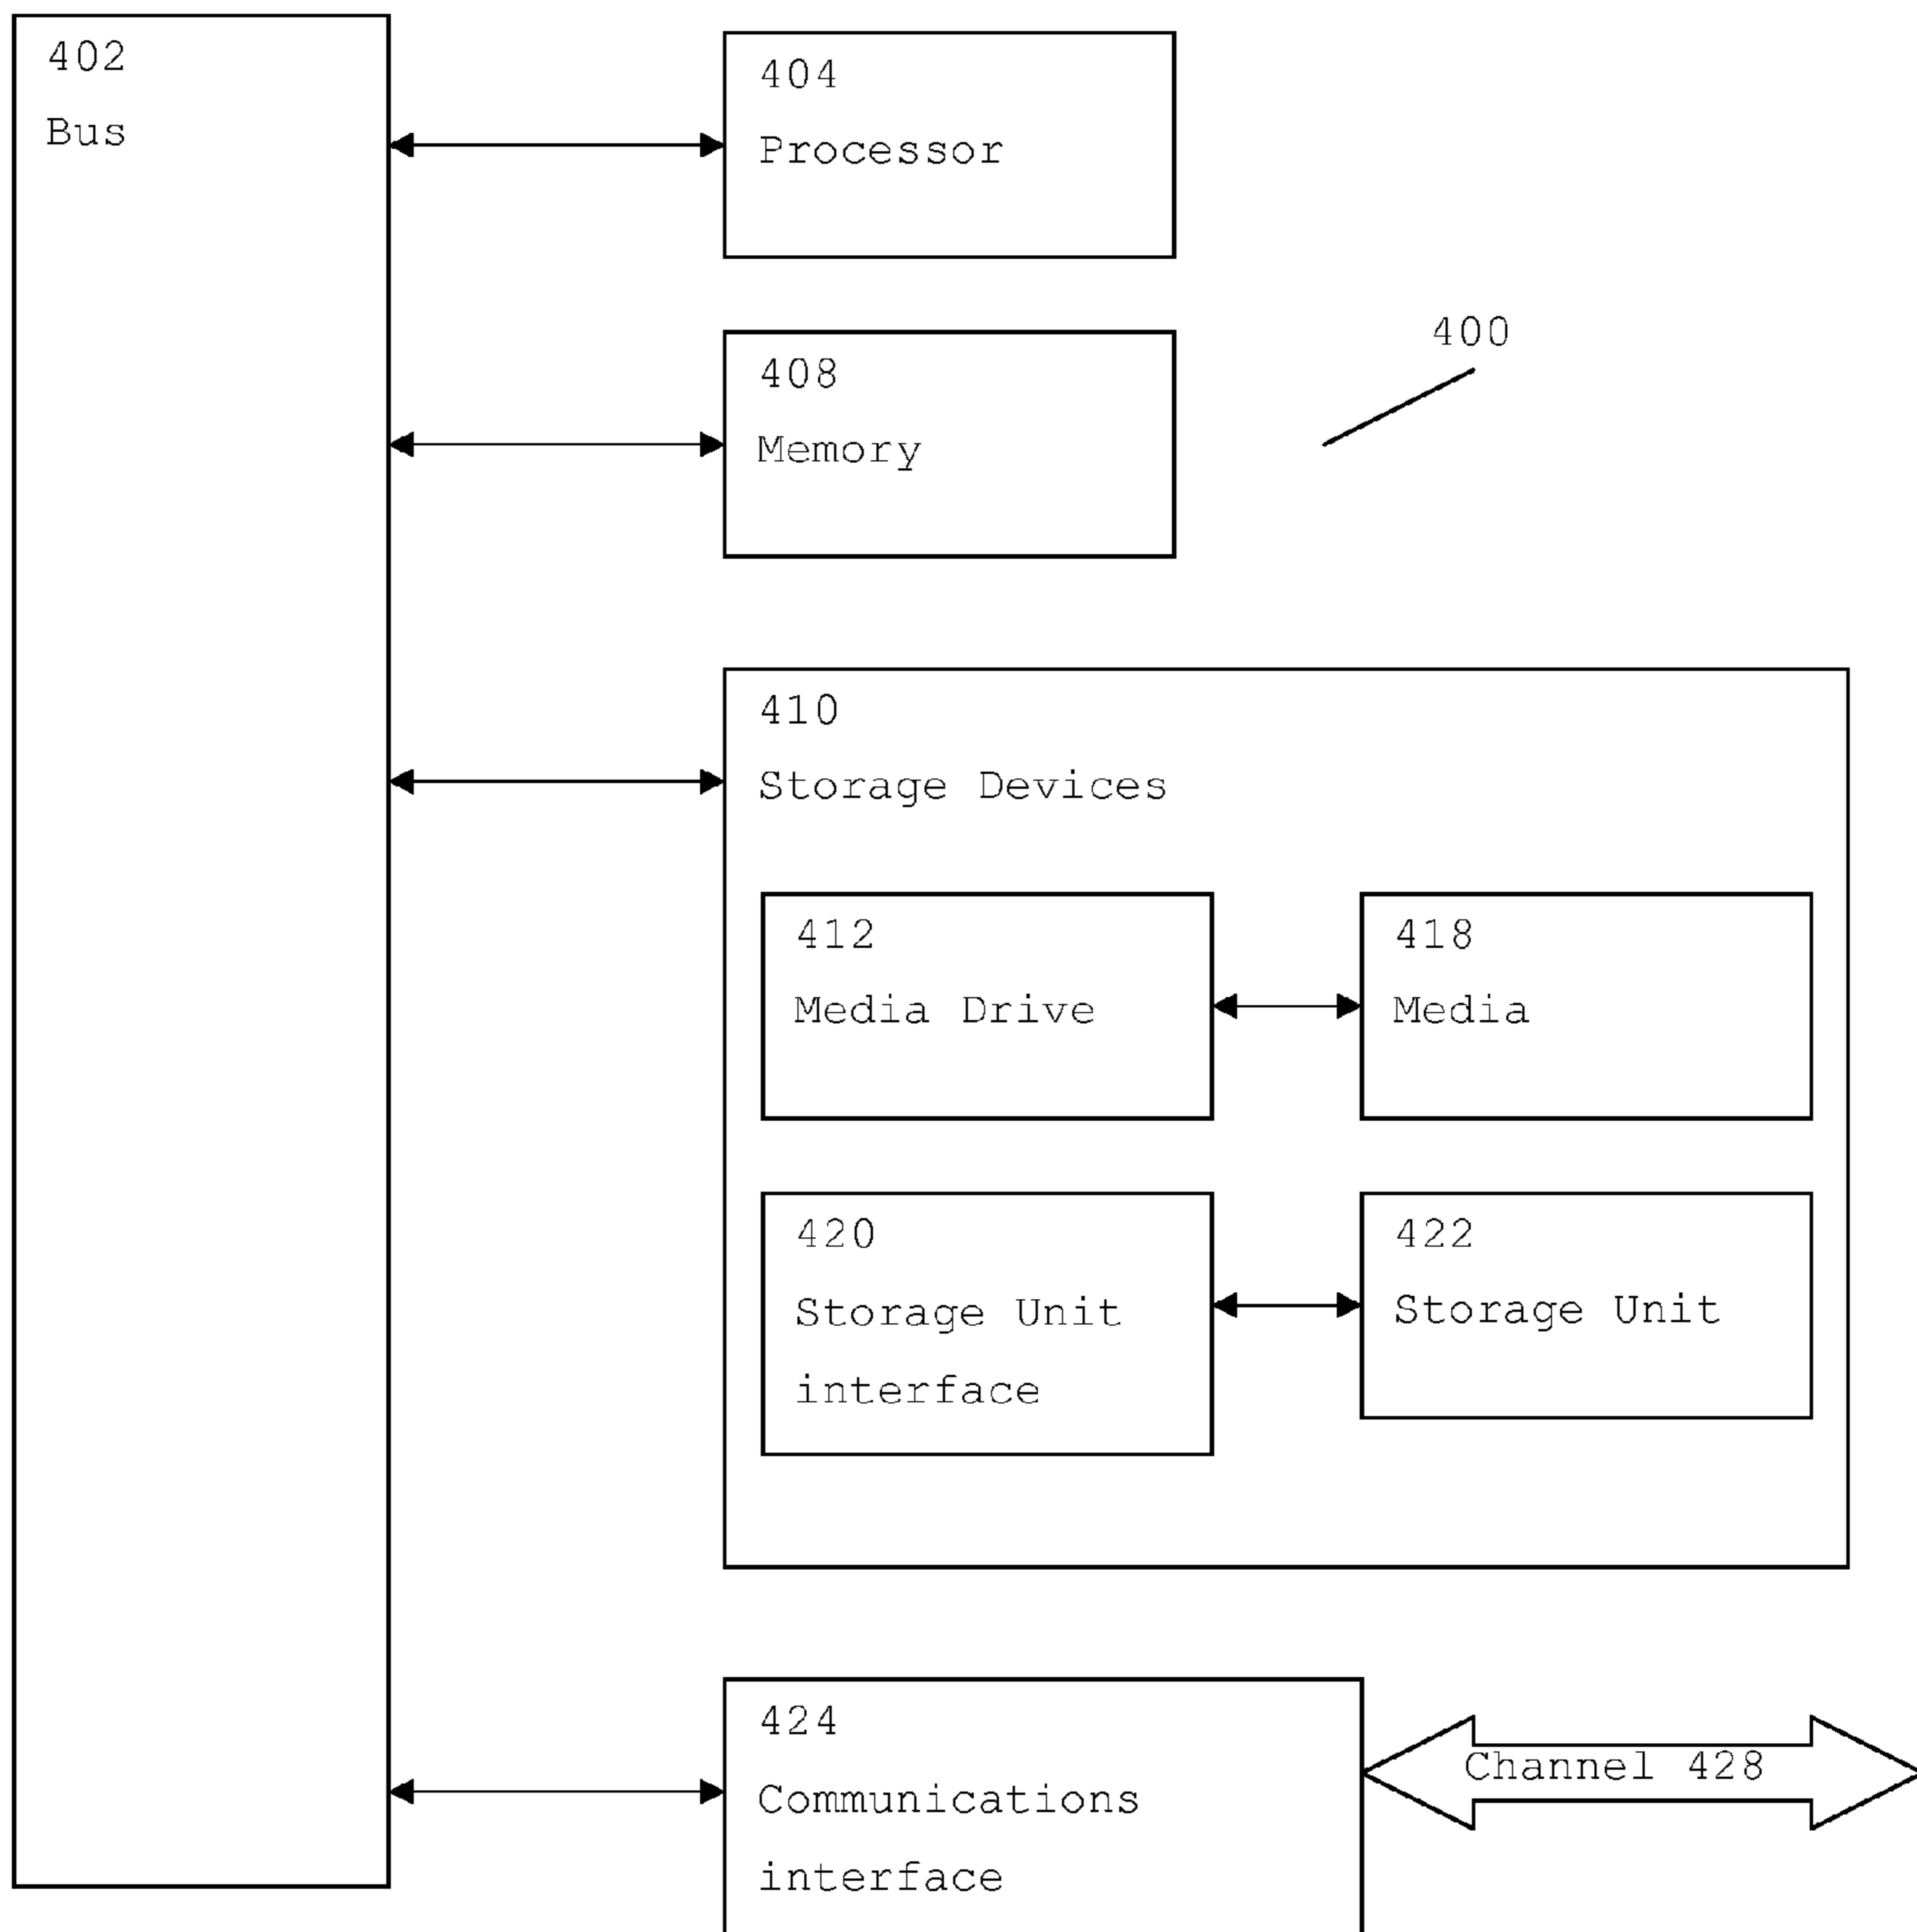 402
Bus
404
Processor
400
408
Memory
410
Storage Devices
412
Media Drive
418
Media
420
Storage Unit
interface
422
Storage Unit
424
Communications
interface
Channel 428